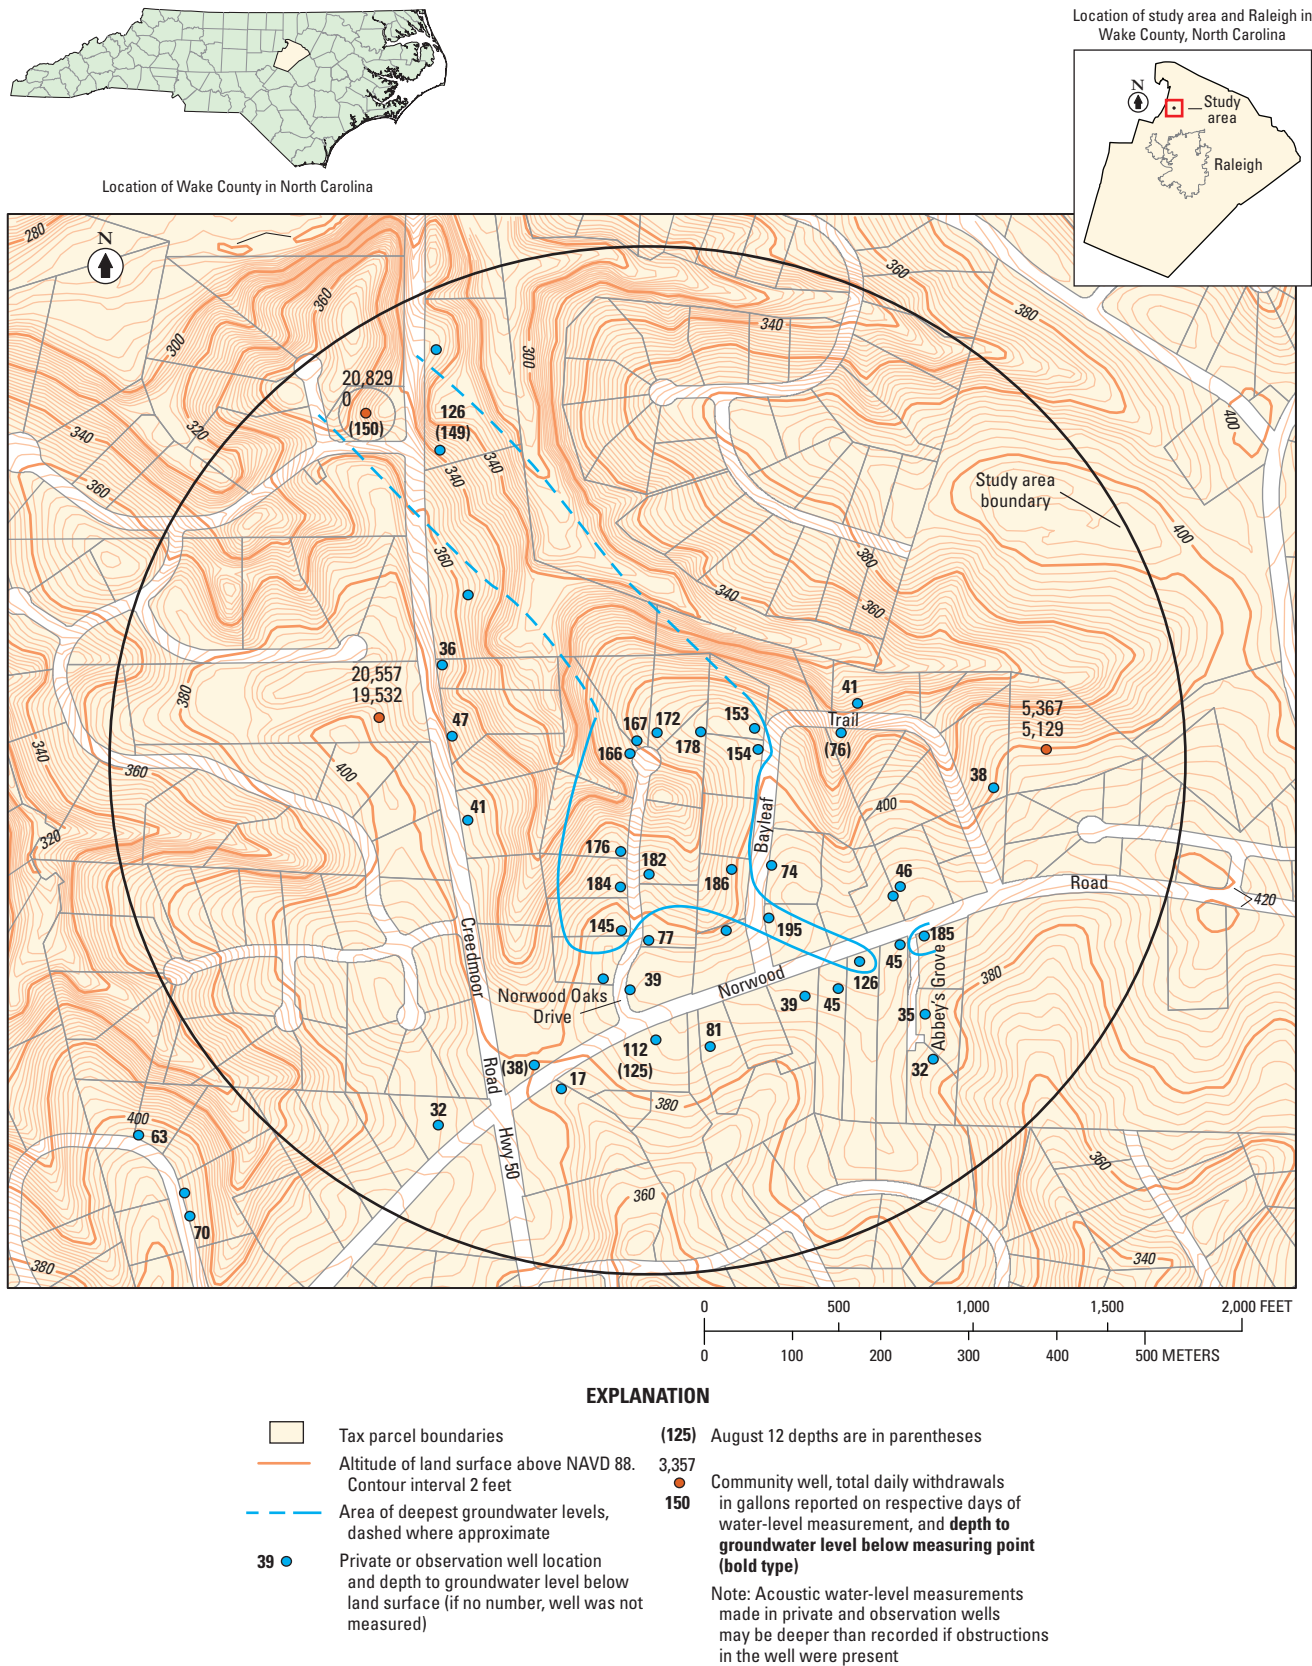 Location of Wake County in North Carolina
Location of study area and Raleigh in
Wake County, North Carolina
N
Study
area
Raleigh
N
280
360
300
320
340
360
20,829
0
(150)
126
(149)
340
340
300
340
360
380
400
Study area
boundary
400
380
360
340
360
36
20,557
19,532
380
47
400
340
360
320
41
167
172
166
178
153
154
41
Trail
(76)
5,367
5,129
38
400
Bayleaf
176
182
184
186
74
46
Road
420
145
77
195
185
45
126
380
Creedmoor
Norwood Oaks
Drive
39
Norwood
39
45
35
Abbey's Grove
32
81
112
(125)
(38)
17
Road
380
32
400
63
70
Hwy 50
360
360
340
380
0 500 1,000 1,500 2,000 FEET
0 100 200 300 400 500 METERS
EXPLANATION
Tax parcel boundaries
Altitude of land surface above NAVD 88.
Contour interval 2 feet
Area of deepest groundwater levels,
dashed where approximate
39
Private or observation well location
and depth to groundwater level below
land surface (if no number, well was not
measured)
(125) August 12 depths are in parentheses
3,357
150
Community well, total daily withdrawals
in gallons reported on respective days of
water-level measurement, and depth to
groundwater level below measuring point
(bold type)
Note: Acoustic water-level measurements
made in private and observation wells
may be deeper than recorded if obstructions
in the well were present